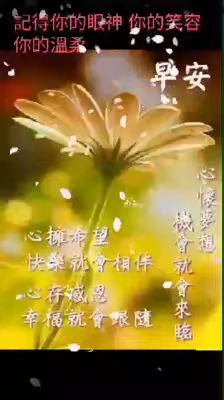 記得你的眼神 你的笑容
你的溫柔
早安
心懷夢想
機會就會來臨
心擁希望
快樂就會相伴
心存感恩
幸福就會跟隨